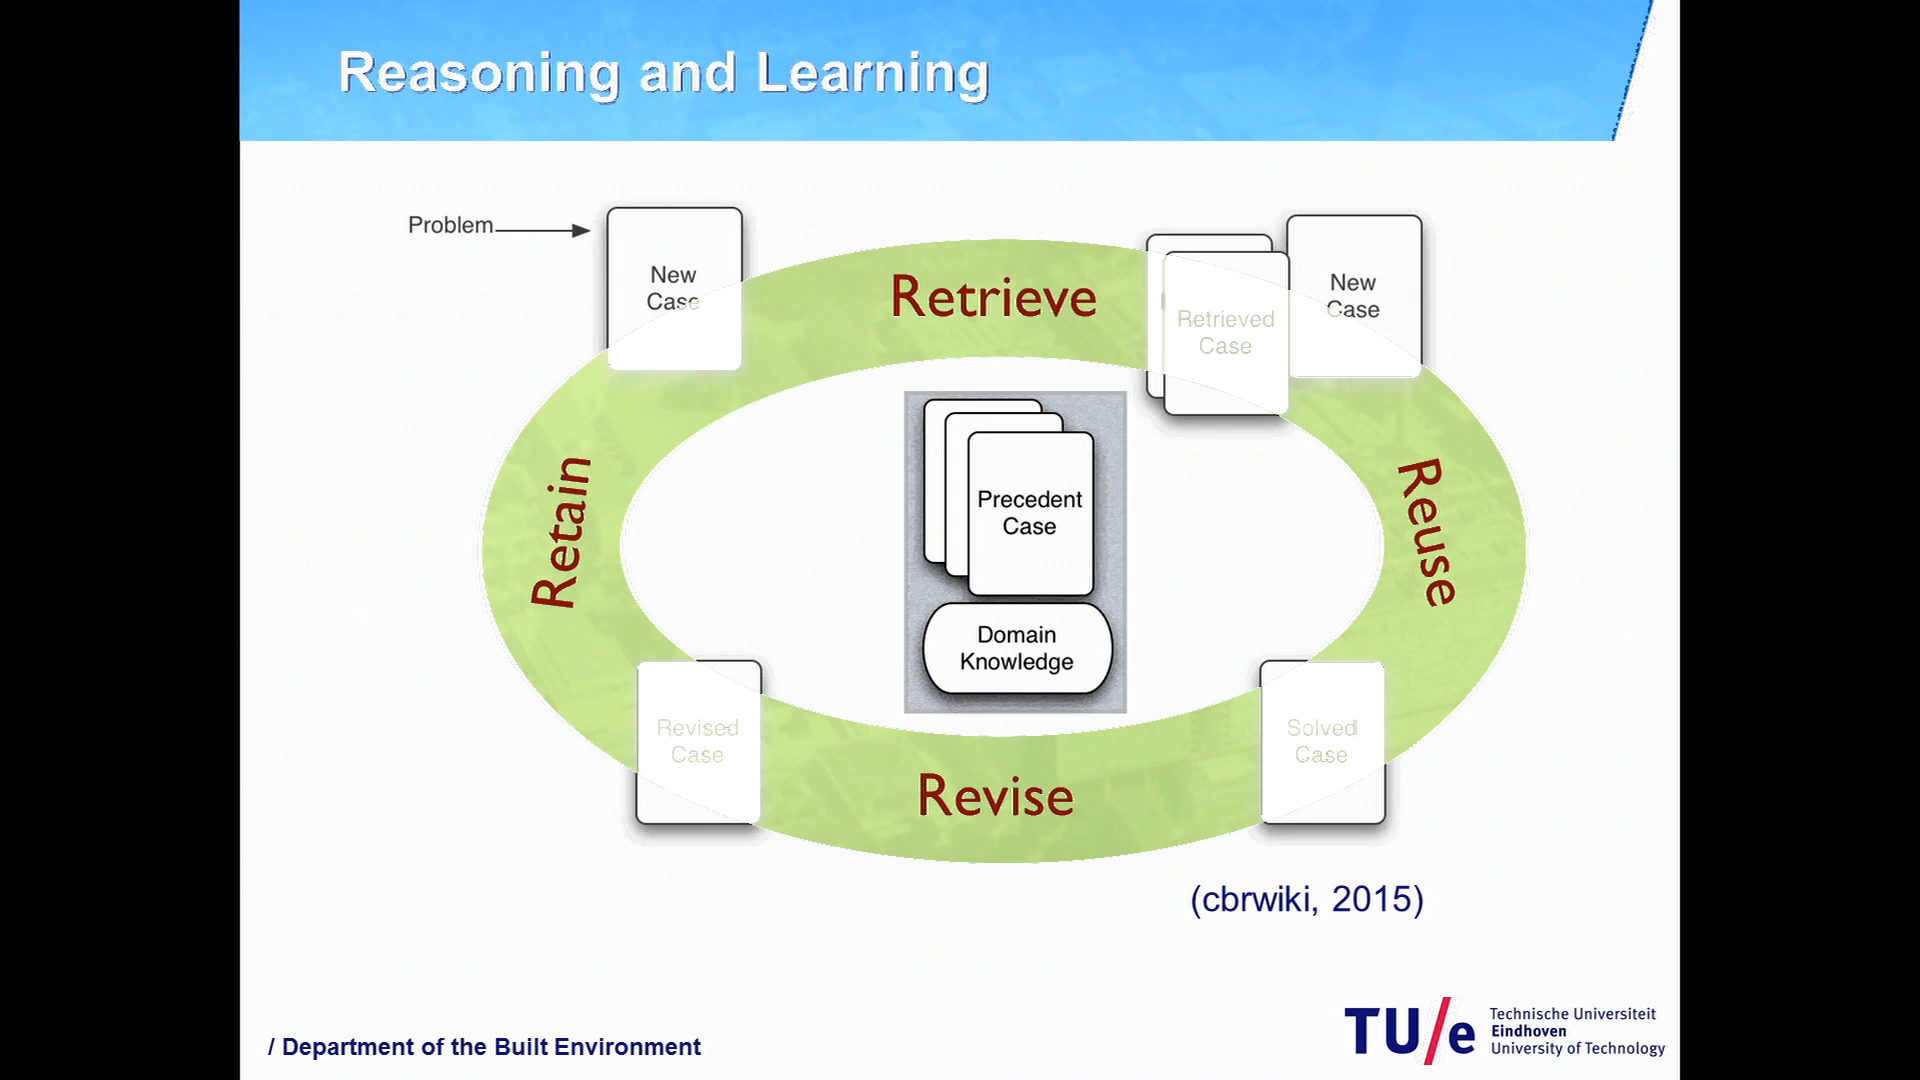 Reasoning and Learning
Problem
New
Case
Retrieve
Retrieved
Case
New
Case
Retain
Precedent
Case
Reuse
Domain
Knowledge
Revised
Case
Revise
Solved
Case
(cbrwiki, 2015)
/ Department of the Built Environment
TU/e
Technische Universiteit
Eindhoven
University of Technology